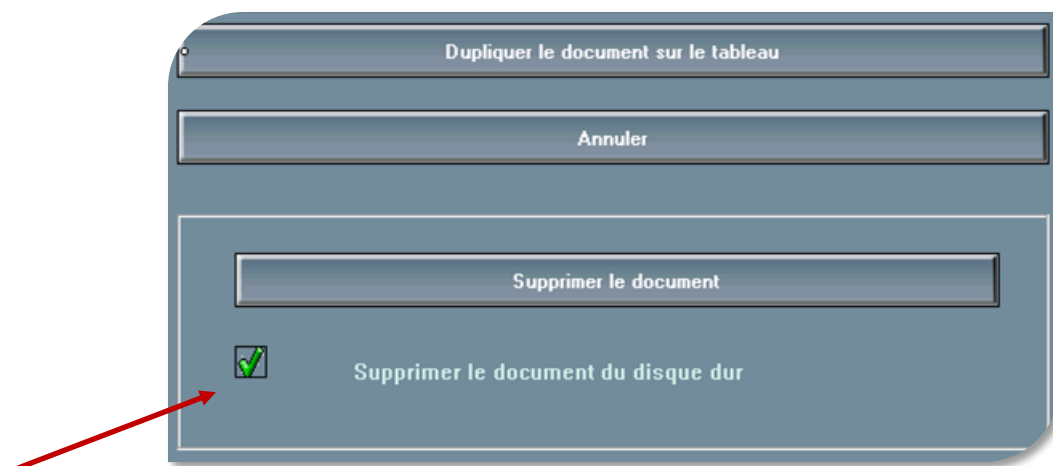 Dupliquer le document sur le tableau
Annuler
Supprimer le document
Supprimer le document du disque dur